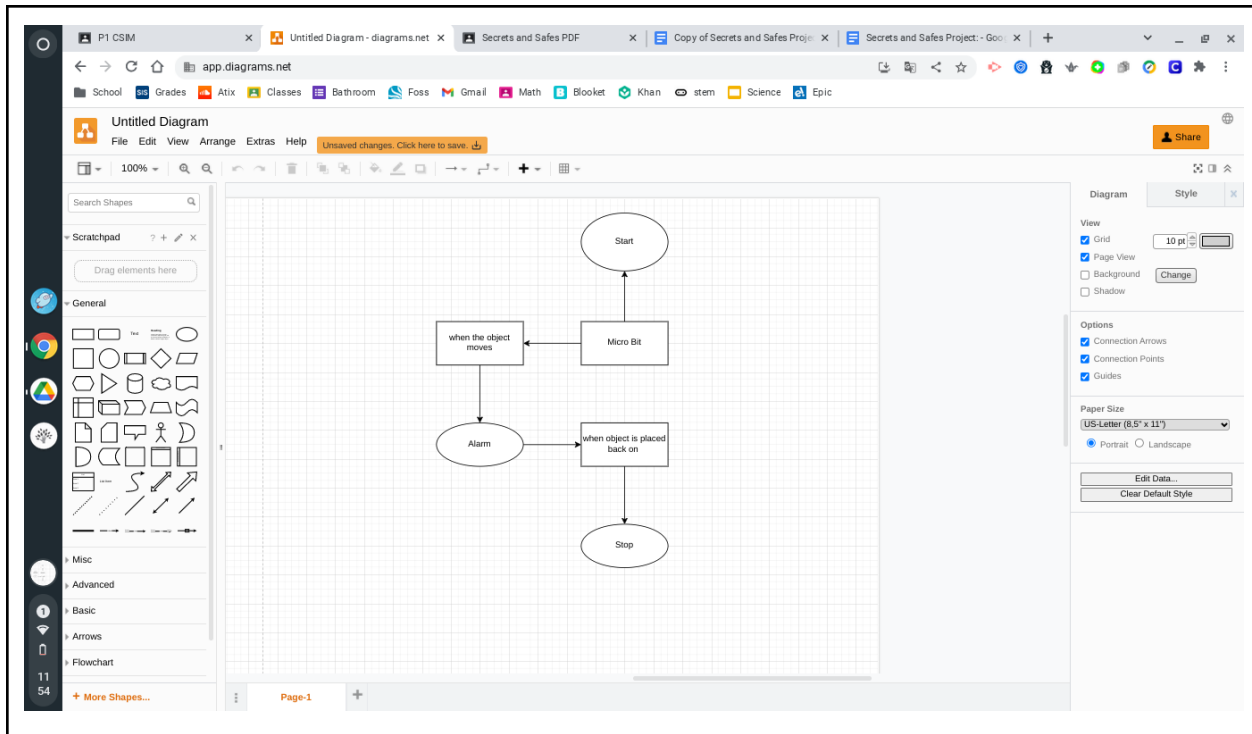 P1 CSIM
Untitled Diagram - diagrams.net
Secrets and Safes PDF
Copy of Secrets and Safes Projec
Secrets and Safes Project: - Goo
app.diagrams.net
School
SIS Grades
Atix
Classes
Bathroom
Foss
Gmail
Math
B Blooket
Khan
stem
Science
Epic
Untitled Diagram
File Edit View Arrange Extras Help
Unsaved changes. Click here to save.
Share
100%
Search Shapes
Scratchpad
?
Drag elements here
General
Text
Misc
Advanced
Basic
Arrows
Flowchart
+ More Shapes...
Start
when the object
moves
Micro Bit
Alarm
when object is placed
back on
Stop
Page-1
Diagram
Style
View
Grid
10 pt
Page View
Background
Change
Shadow
Options
Connection Arrows
Connection Points
Guides
Paper Size
US-Letter (8,5" x 11")
Portrait
Landscape
Edit Data...
Clear Default Style
1
11
54